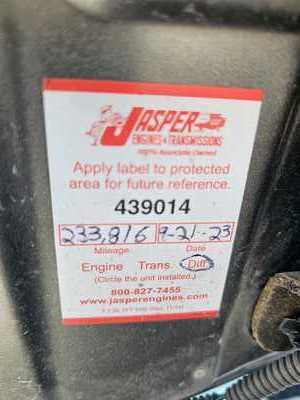 JASPER
ENGINES & TRANSMISSIONS
100% Associate Owned
Apply label to protected
area for future reference.
439014
233,816 9-21-23
Mileage Date
Engine Trans. Diff
(Circle the unit installed.)
800-827-7455
www.jasperengines.com